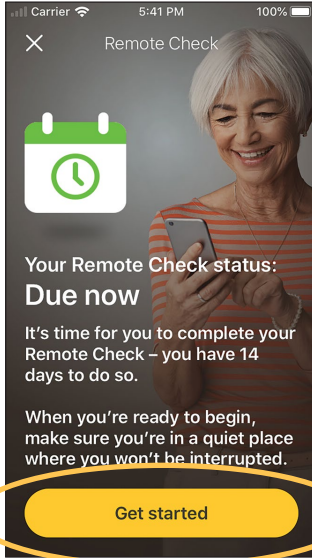 Carrier 5:41 PM 100%
Remote Check
Your Remote Check status:
Due now
It's time for you to complete your
Remote Check – you have 14
days to do so.
When you're ready to begin,
make sure you're in a quiet place
where you won't be interrupted.
Get started